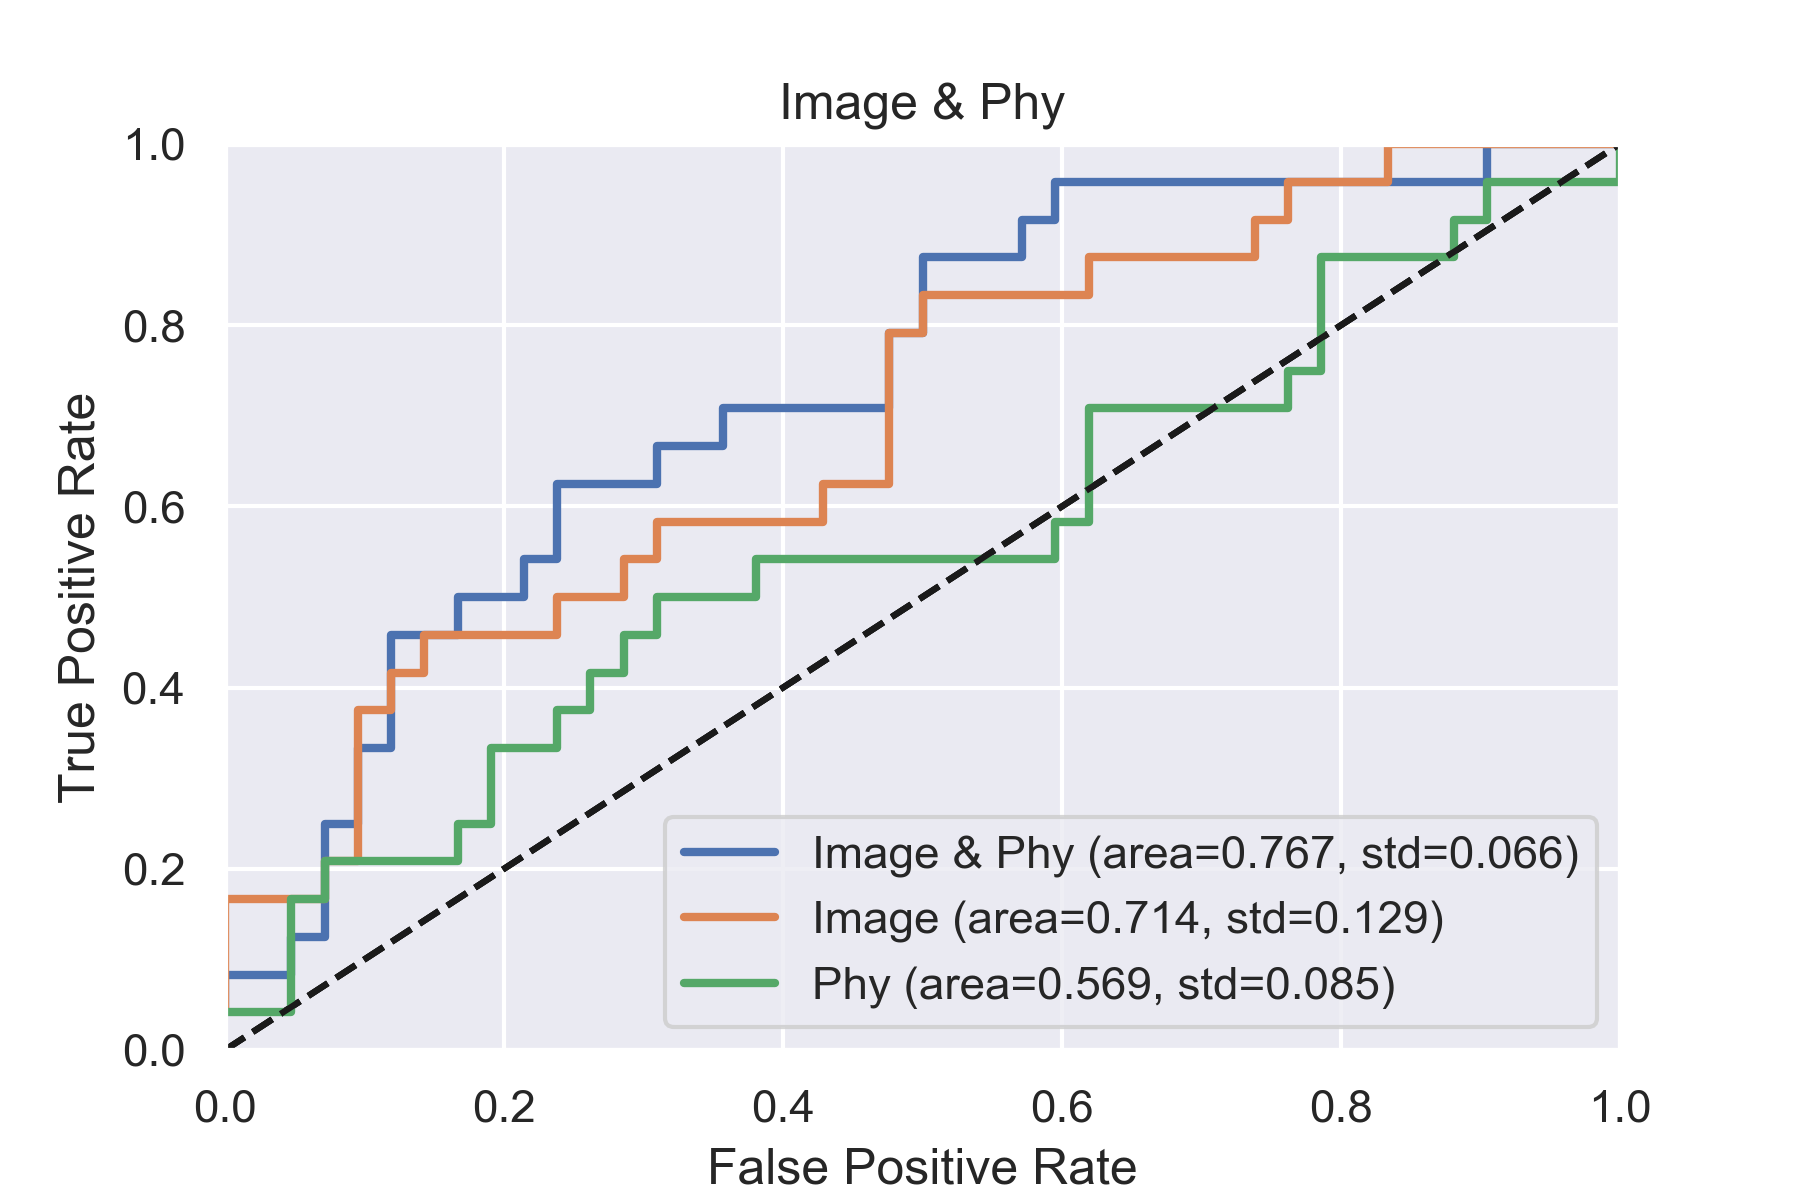 Image & Phy
1.0
0.8
0.6
0.4
0.2
0.0
True Positive Rate
Image & Phy (area=0.767, std=0.066)
Image (area=0.714, std=0.129)
Phy (area=0.569, std=0.085)
0.0 0.2 0.4 0.6 0.8 1.0
False Positive Rate